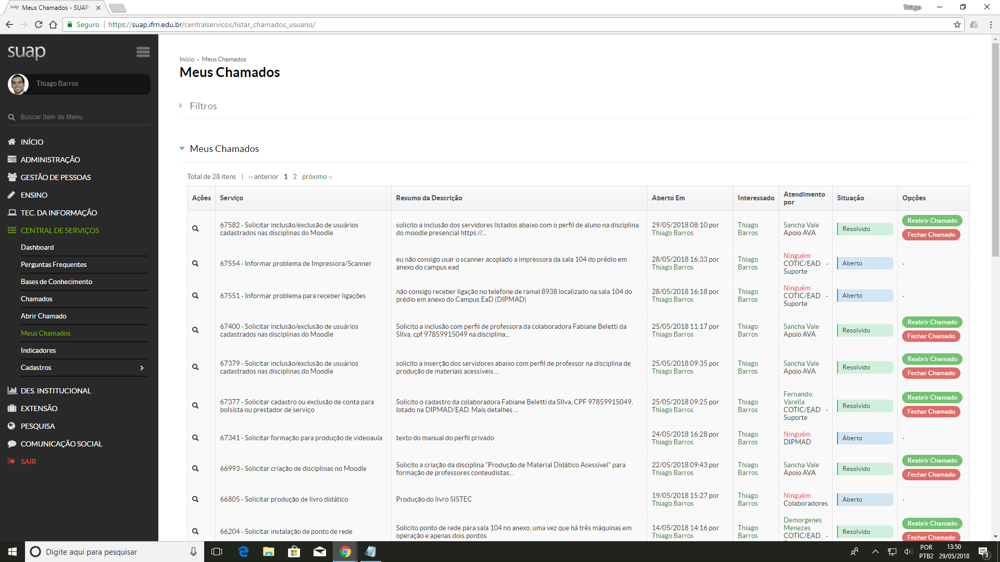 suap Meus Chamados - SUAP:
Thiago
Seguro
https://suap.ifrn.edu.br/centralservicos/listar_chamados_usuario/
suap
Thiago Barros
Buscar Item de Menu
INÍCIO
ADMINISTRAÇÃO
GESTÃO DE PESSOAS
ENSINO
TEC. DA INFORMAÇÃO
CENTRAL DE SERVIÇOS
Dashboard
Perguntas Frequentes
Bases de Conhecimento
Chamados
Abrir Chamado
Meus Chamados
Indicadores
Cadastros
DES. INSTITUCIONAL
EXTENSÃO
PESQUISA
COMUNICAÇÃO SOCIAL
SAIR
Início » Meus Chamados
Meus Chamados
Filtros
Meus Chamados
Total de 28 itens | ‹‹ anterior 1 2 próximo ››
Ações Serviço Resumo da Descrição Aberto Em Interessado Atendimento por Situação Opções
67582 - Solicitar inclusão/exclusão de usuários
cadastrados nas disciplinas do Moodle
solicito a inclusão dos servidores listados abaixo com o perfil de aluno na disciplina
do moodle presencial https://...
29/05/2018 08:10 por
Thiago Barros
Thiago
Barros
Sancha Vale
Apoio AVA
Resolvido
Reabrir Chamado
Fechar Chamado
67554 - Informar problema de Impressora/Scanner
eu não consigo usar o scanner acoplado a impressora da sala 104 do prédio em
anexo do campus ead
28/05/2018 16:33 por
Thiago Barros
Thiago
Barros
Ninguém
COTIC/EAD -
Suporte
Aberto
-
67551 - Informar problema para receber ligações
não consigo receber ligação no telefone de ramal 8938 localizado na sala 104 do
prédio em anexo do Campus EaD (DIPMAD)
28/05/2018 16:18 por
Thiago Barros
Thiago
Barros
Ninguém
COTIC/EAD -
Suporte
Aberto
-
67400 - Solicitar inclusão/exclusão de usuários
cadastrados nas disciplinas do Moodle
Solicito a inclusão com perfil de professora da colaboradora Fabiane Beletti da
SIlva, cpf 97859915049 na disciplina...
25/05/2018 11:17 por
Thiago Barros
Thiago
Barros
Sancha Vale
Apoio AVA
Resolvido
Reabrir Chamado
Fechar Chamado
67379 - Solicitar inclusão/exclusão de usuários
cadastrados nas disciplinas do Moodle
solicito a inserção dos servidores abaixo com perfil de professor na disciplina de
produção de materiais acessíveis ...
25/05/2018 09:35 por
Thiago Barros
Thiago
Barros
Sancha Vale
Apoio AVA
Resolvido
Reabrir Chamado
Fechar Chamado
67377 - Solicitar cadastro ou exclusão de conta para
bolsista ou prestador de serviço
Solicito o cadastro da colaboradora Fabiane Beletti da SIlva, CPF 97859915049,
lotado na DIPMAD/EAD. Mais detalhes ...
25/05/2018 09:25 por
Thiago Barros
Thiago
Barros
Fernando
Varella
COTIC/EAD -
Suporte
Resolvido
Reabrir Chamado
Fechar Chamado
67341 - Solicitar formação para produção de videoaula
texto do manual do perfil privado
24/05/2018 16:28 por
Thiago Barros
Thiago
Barros
Ninguém
DIPMAD
Aberto
-
66993 - Solicitar criação de disciplinas no Moodle
Solicito a criação da disciplina "Produção de Material Didático Acessível" para
formação de professores conteudistas...
22/05/2018 09:43 por
Thiago Barros
Thiago
Barros
Sancha Vale
Apoio AVA
Resolvido
Reabrir Chamado
Fechar Chamado
66805 - Solicitar produção de livro didático
Produção do livro SISTEC
19/05/2018 15:27 por
Thiago Barros
Thiago
Barros
Ninguém
Colaboradores
Aberto
-
66204 - Solicitar instalação de ponto de rede
Solicito ponto de rede para sala 104 no anexo, uma vez que há três máquinas em
operação e apenas dois pontos
14/05/2018 14:16 por
Thiago Barros
Thiago
Barros
Demorgenes
Menezes
COTIC/EAD -
Resolvido
Reabrir Chamado
Fechar Chamado
Digite aqui para pesquisar
POR
PTB2
13:50
29/05/2018
3